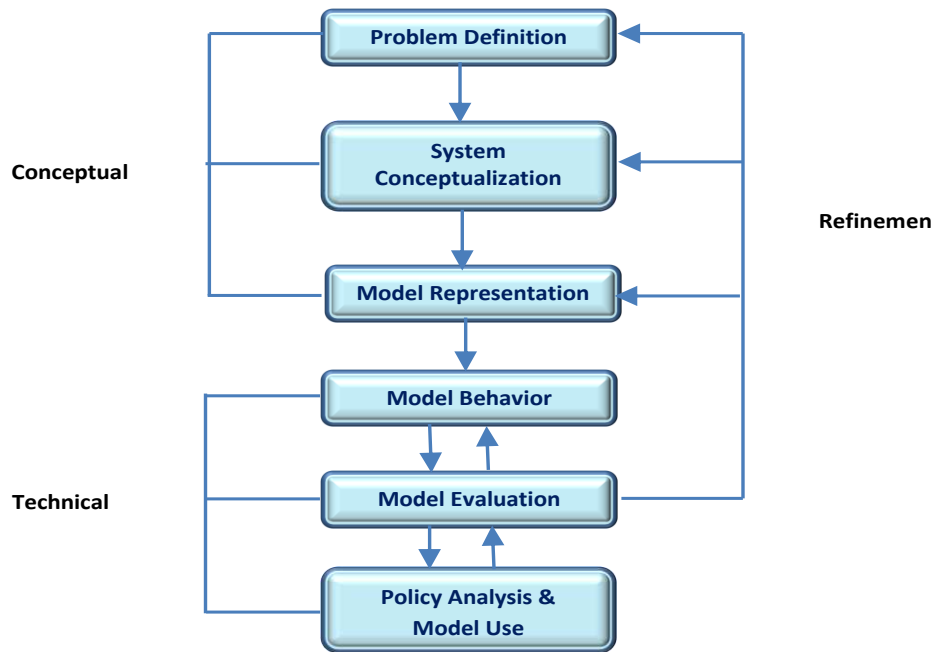 Problem Definition
System
Conceptualization
Conceptual
Refinemen
Model Representation
Model Behavior
Model Evaluation
Technical
Policy Analysis &
Model Use